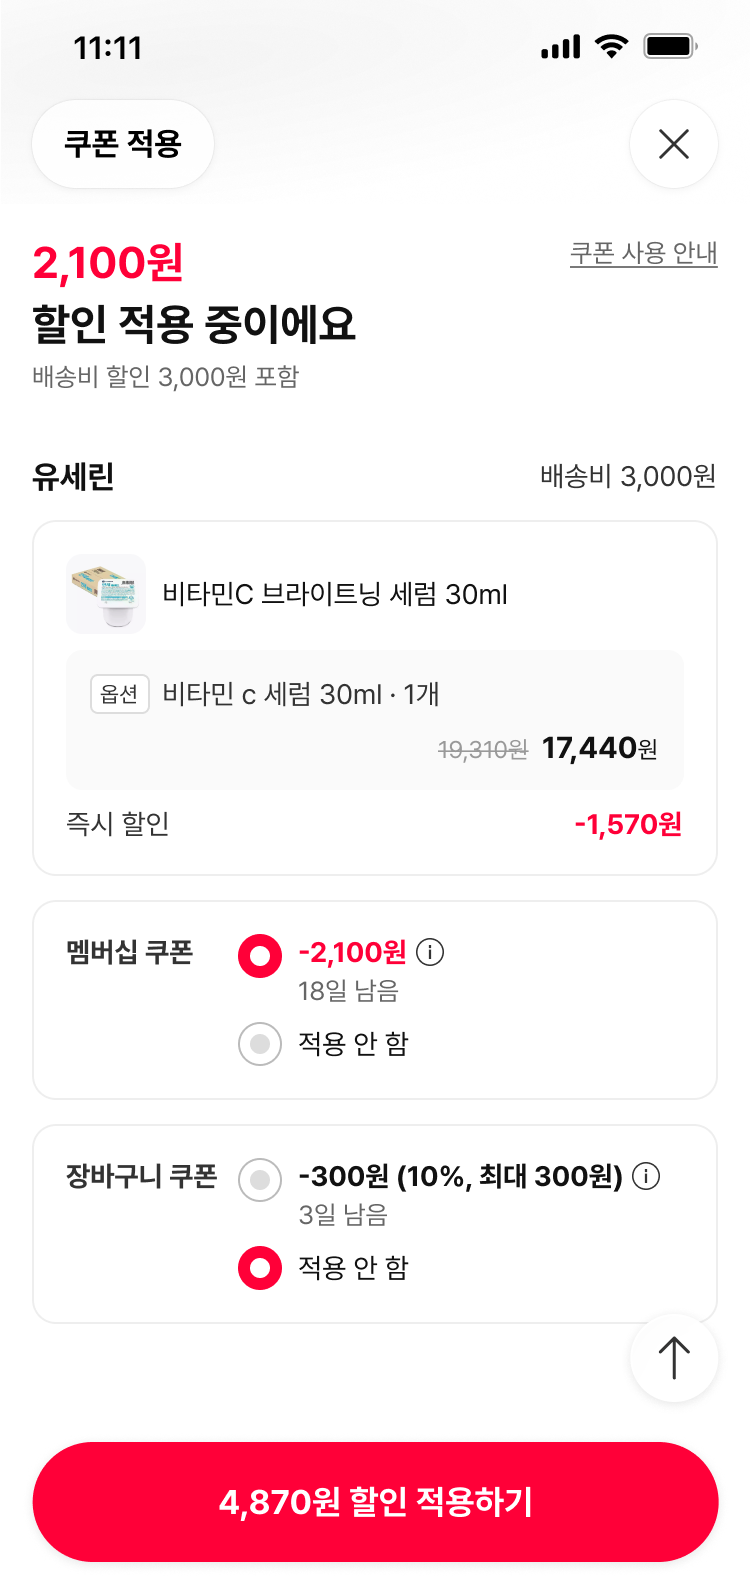 11:11
쿠폰 적용
2,100원
쿠폰 사용 안내
할인 적용 중이에요
배송비 할인 3,000원 포함
유세린
배송비 3,000원
비타민C 브라이트닝 세럼 30ml
옵션 비타민 c 세럼 30ml · 1개
19,310원 17,440원
즉시 할인 -1,570원
멤버십 쿠폰 -2,100원
18일 남음
적용 안 함
장바구니 쿠폰 -300원 (10%, 최대 300원)
3일 남음
적용 안 함
4,870원 할인 적용하기